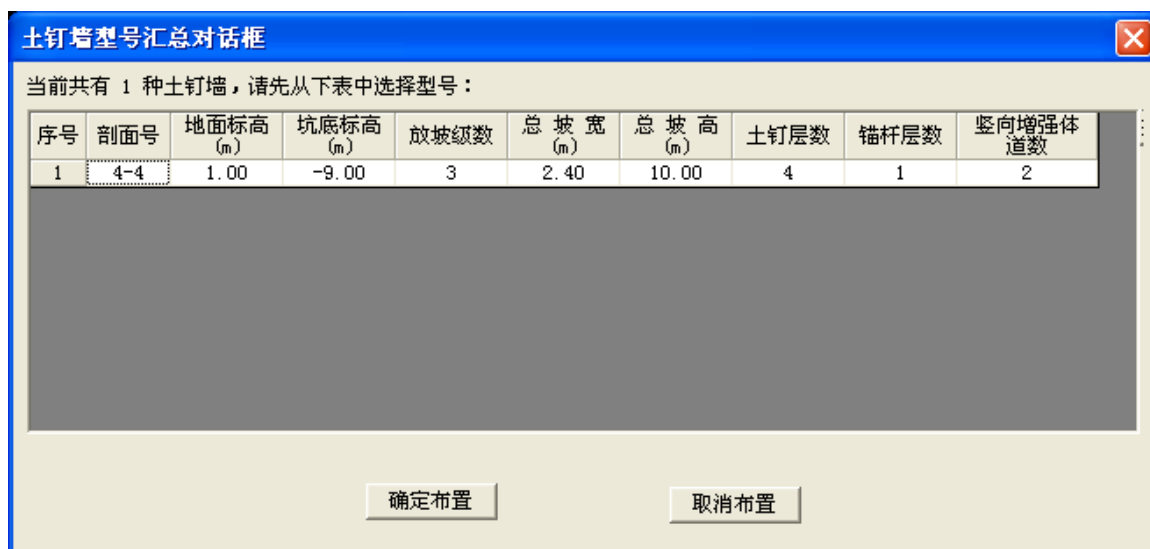 土钉墙型号汇总对话框
当前共有 1 种土钉墙，请先从下表中选择型号：
序号 剖面号 地面标高(m) 坑底标高(m) 放坡级数 总坡宽(m) 总坡高(m) 土钉层数 锚杆层数 竖向增强体道数
1 4-4 1.00 -9.00 3 2.40 10.00 4 1 2
确定布置 取消布置